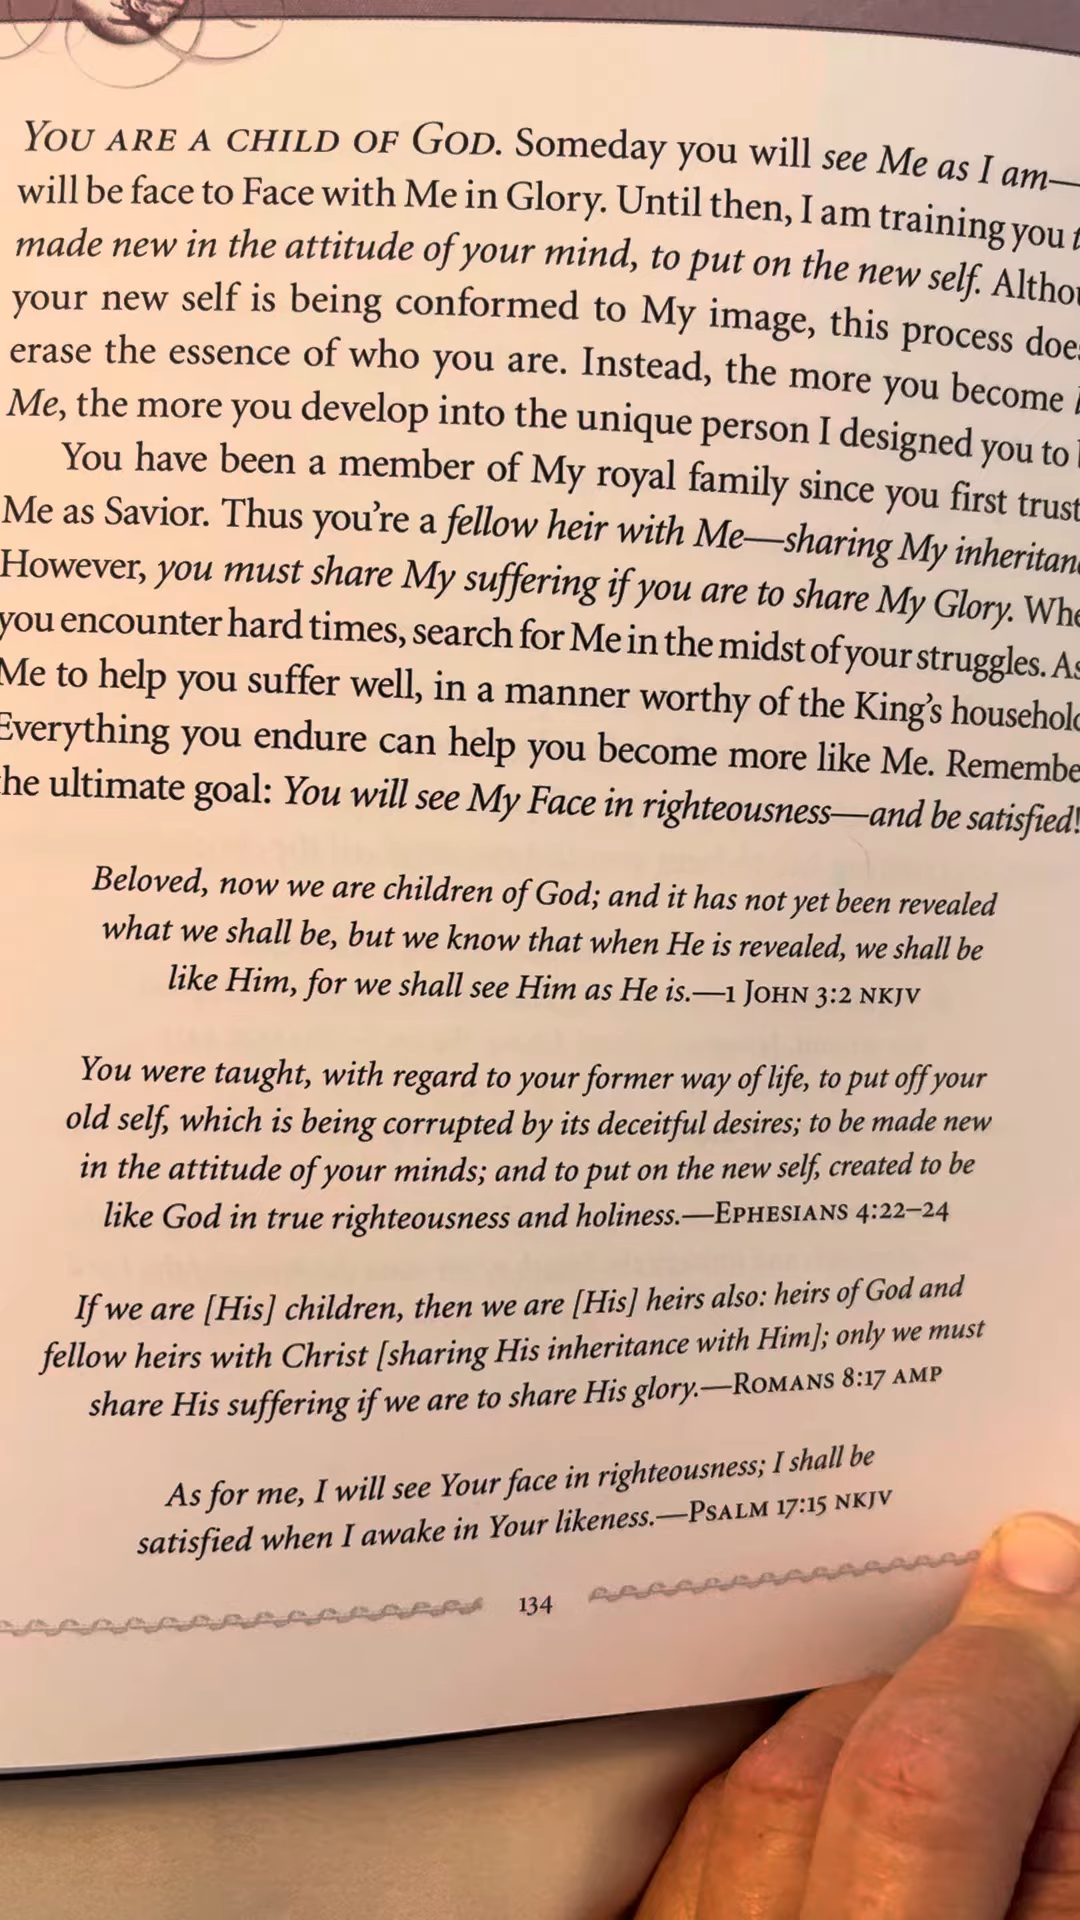 YOU ARE A CHILD OF GOD. Someday you will see Me as I am—
will be face to Face with Me in Glory. Until then, I am training you
made new in the attitude of your mind, to put on the new self.
your new self is being conformed to My image, this process
erase the essence of who you are. Instead, the more you become
Me, the more you develop into the unique person I designed you to
You have been a member of My royal family since you first
Me as Savior. Thus you're a fellow heir with Me—sharing My
However, you must share My suffering if you are to share My Glory.
you encounter hard times, search for Me in the midst of your struggles.
Me to help you suffer well, in a manner worthy of the King's
Everything you endure can help you become more like Me.
the ultimate goal: You will see My Face in righteousness—and be satisfied!
Beloved, now we are children of God; and it has not yet been revealed
what we shall be, but we know that when He is revealed, we shall be
like Him, for we shall see Him as He is.—1 JOHN 3:2 NKJV
You were taught, with regard to your former way of life, to put off your
old self, which is being corrupted by its deceitful desires; to be made new
in the attitude of your minds; and to put on the new self, created to be
like God in true righteousness and holiness.—EPHESIANS 4:22–24
If we are [His] children, then we are [His] heirs also: heirs of God and
fellow heirs with Christ [sharing His inheritance with Him]; only we must
share His suffering if we are to share His glory.—ROMANS 8:17 AMP
As for me, I will see Your face in righteousness; I shall be
satisfied when I awake in Your likeness.—PSALM 17:15 NKJV
134